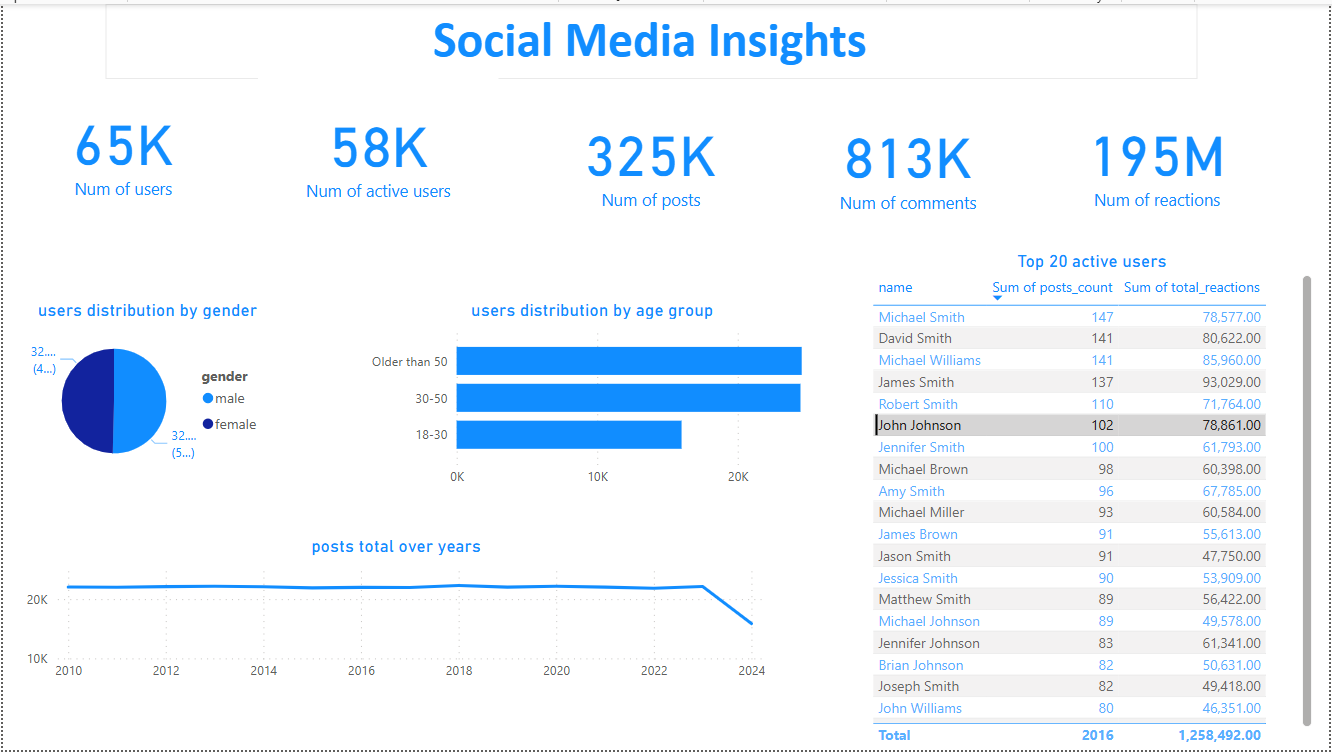 Social Media Insights
65K
Num of users
58K
Num of active users
325K
Num of posts
813K
Num of comments
195M
Num of reactions
users distribution by gender
32....
(4...)
32....
(5...)
gender
male
female
users distribution by age group
Older than 50
30-50
18-30
0K 10K 20K
posts total over years
20K
10K
2010 2012 2014 2016 2018 2020 2022 2024
Top 20 active users
name Sum of posts_count Sum of total_reactions
Michael Smith 147 78,577.00
David Smith 141 80,622.00
Michael Williams 141 85,960.00
James Smith 137 93,029.00
Robert Smith 110 71,764.00
John Johnson 102 78,861.00
Jennifer Smith 100 61,793.00
Michael Brown 98 60,398.00
Amy Smith 96 67,785.00
Michael Miller 93 60,584.00
James Brown 91 55,613.00
Jason Smith 91 47,750.00
Jessica Smith 90 53,909.00
Matthew Smith 89 56,422.00
Michael Johnson 89 49,578.00
Jennifer Johnson 83 61,341.00
Brian Johnson 82 50,631.00
Joseph Smith 82 49,418.00
John Williams 80 46,351.00
Total 2016 1,258,492.00